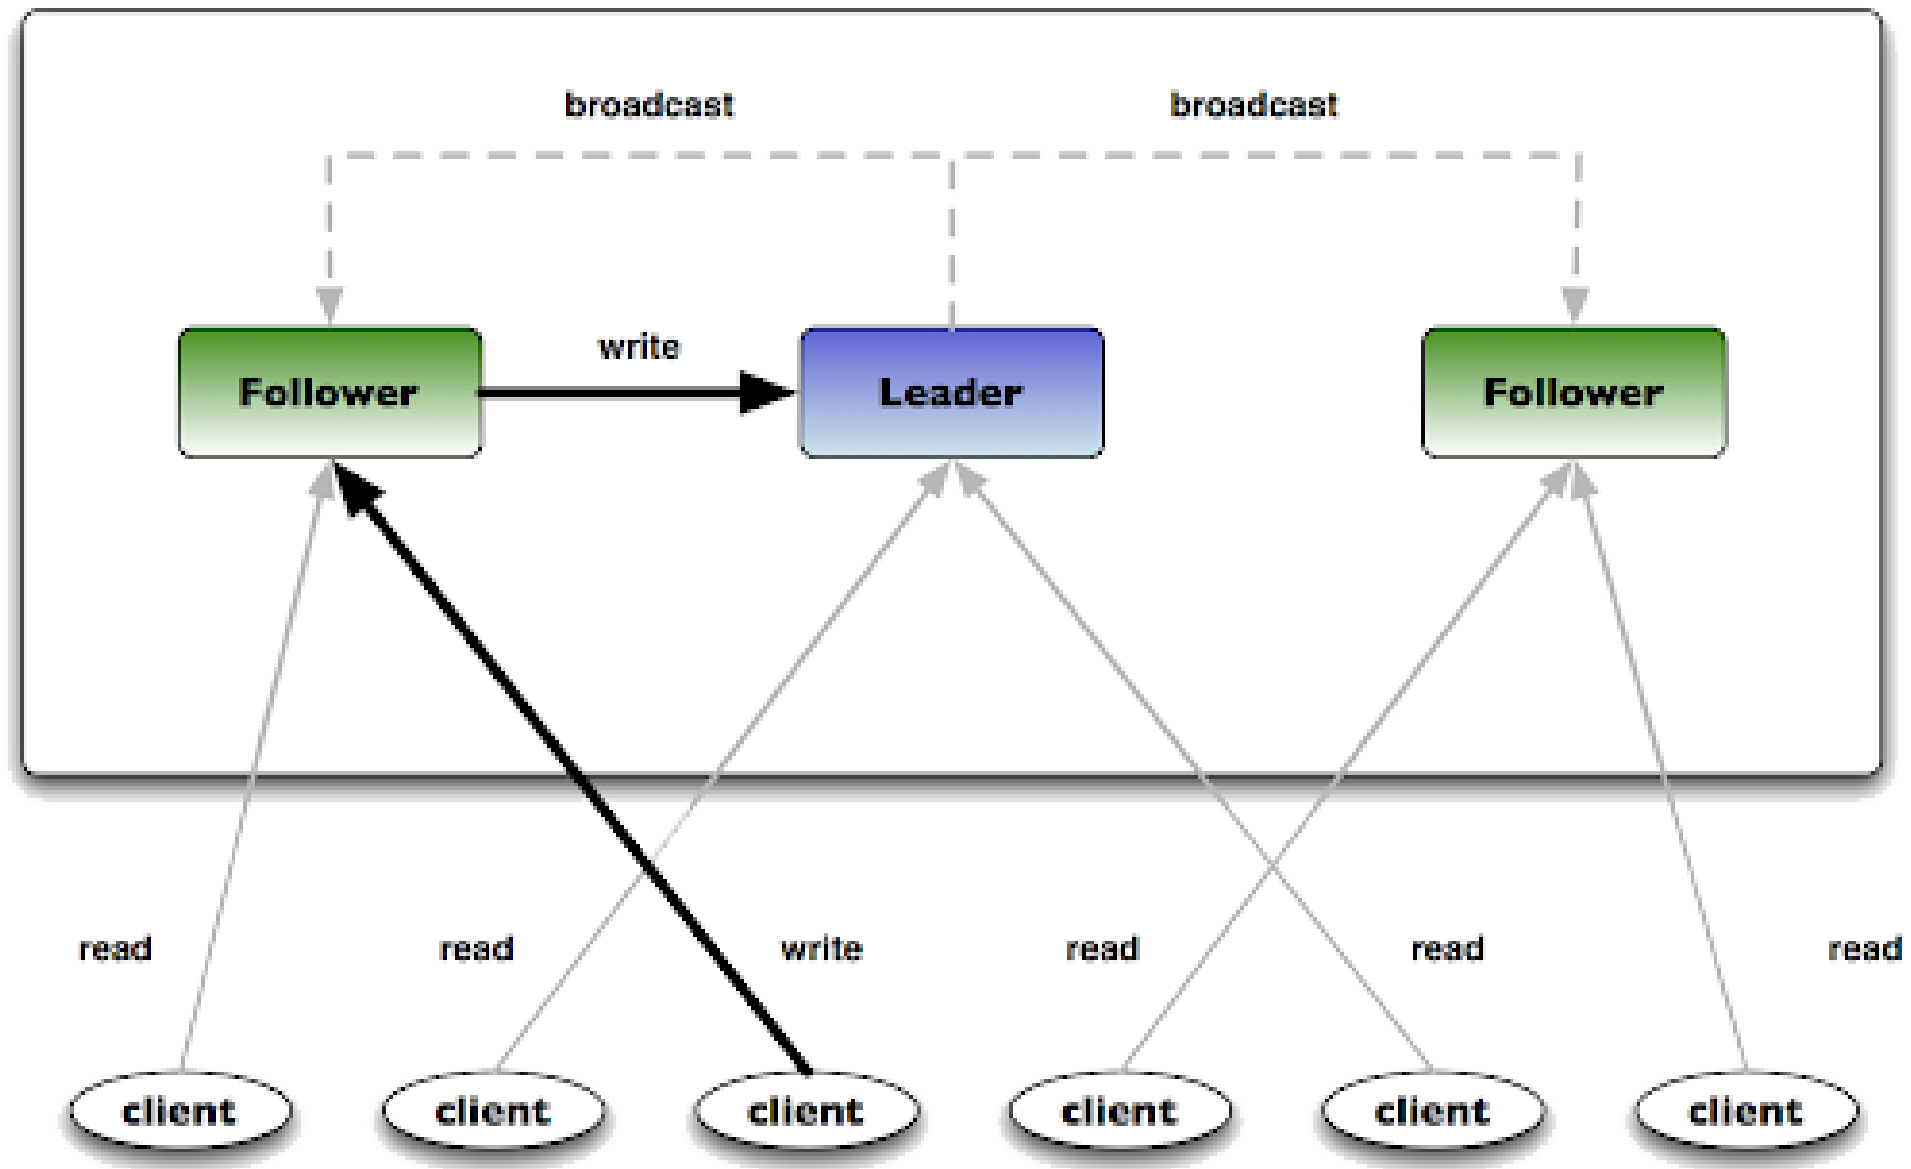 broadcast broadcast
write
Follower Leader Follower
read read write read read read
client client client client client client